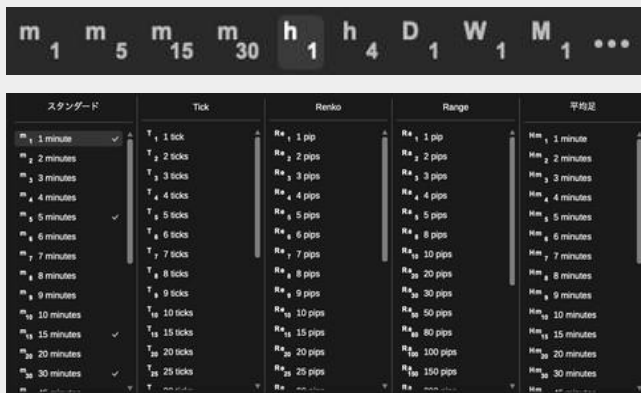 m1 m5 m15 m30 h1 h4 D1 W1 M1 •••
スタンダード Tick Renko Range 平均足
m1 1 minute T1 1 tick Re1 1 pip Ra1 1 pip Hm1 1 minute
m2 2 minutes T2 2 ticks Re2 2 pips Ra2 2 pips Hm2 2 minutes
m3 3 minutes T3 3 ticks Re3 3 pips Ra3 3 pips Hm3 3 minutes
m4 4 minutes T4 4 ticks Re4 4 pips Ra4 4 pips Hm4 4 minutes
m5 5 minutes T5 5 ticks Re5 5 pips Ra5 5 pips Hm5 5 minutes
m6 6 minutes T6 6 ticks Re6 6 pips Ra8 8 pips Hm6 6 minutes
m7 7 minutes T7 7 ticks Re7 7 pips Ra10 10 pips Hm7 7 minutes
m8 8 minutes T8 8 ticks Re8 8 pips Ra20 20 pips Hm8 8 minutes
m9 9 minutes T9 9 ticks Re9 9 pips Ra30 30 pips Hm9 9 minutes
m10 10 minutes T10 10 ticks Re10 10 pips Ra50 50 pips Hm10 10 minutes
m15 15 minutes T15 15 ticks Re15 15 pips Ra80 80 pips Hm15 15 minutes
m20 20 minutes T20 20 ticks Re20 20 pips Ra100 100 pips Hm20 20 minutes
m30 30 minutes T25 25 ticks Re25 25 pips Ra150 150 pips Hm30 30 minutes